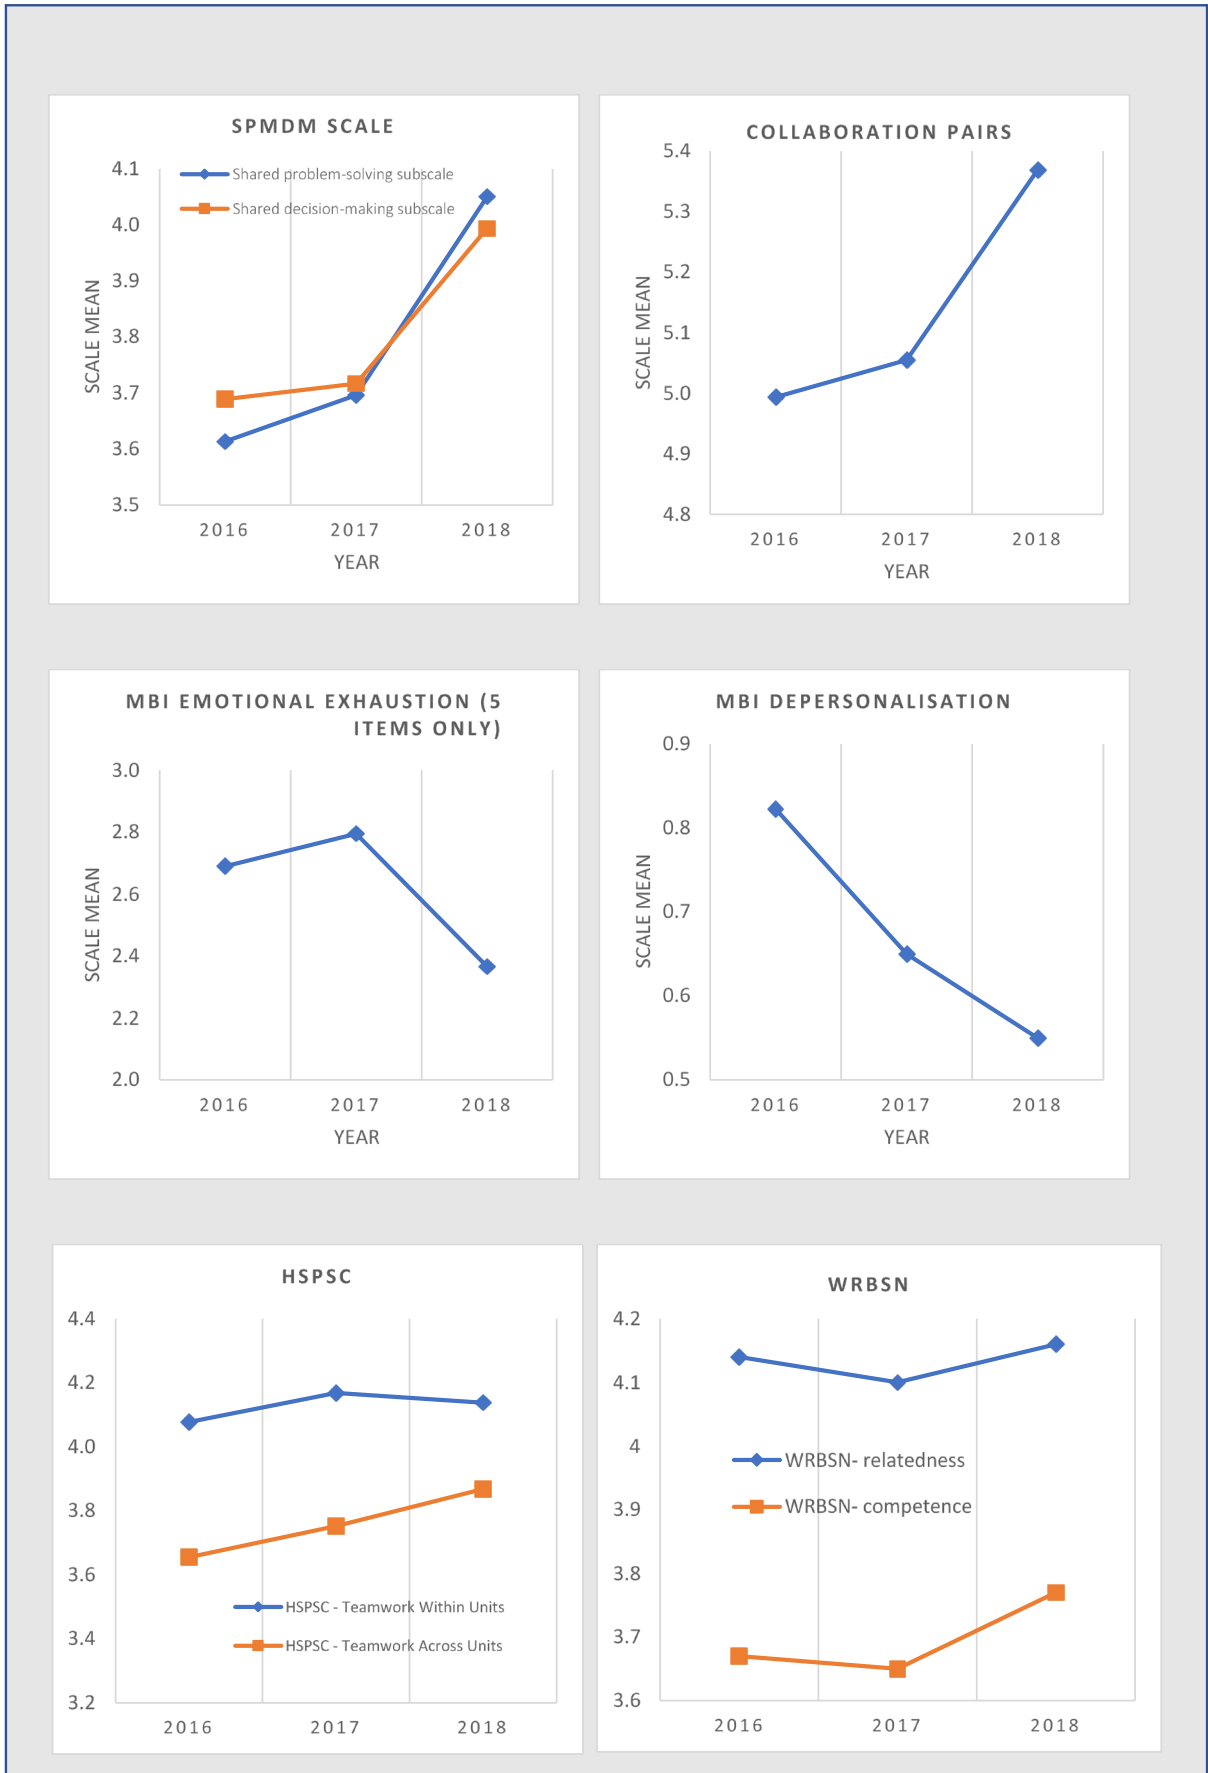 SPMDM SCALE
Shared problem-solving subscale
Shared decision-making subscale
4.1
4.0
3.9
3.8
3.7
3.6
3.5
SCALE MEAN
2016 2017 2018
YEAR
COLLABORATION PAIRS
5.4
5.3
5.2
5.1
5.0
4.9
4.8
SCALE MEAN
2016 2017 2018
YEAR
MBI EMOTIONAL EXHAUSTION (5
ITEMS ONLY)
3.0
2.8
2.6
2.4
2.2
2.0
SCALE MEAN
2016 2017 2018
YEAR
MBI DEPERSONALISATION
0.9
0.8
0.7
0.6
0.5
SCALE MEAN
2016 2017 2018
YEAR
HSPSC
4.4
4.2
4.0
3.8
3.6
3.4
3.2
HSPSC - Teamwork Within Units
HSPSC - Teamwork Across Units
2016 2017 2018
WRBSN
4.2
4.1
4
3.9
3.8
3.7
3.6
WRBSN- relatedness
WRBSN- competence
2016 2017 2018